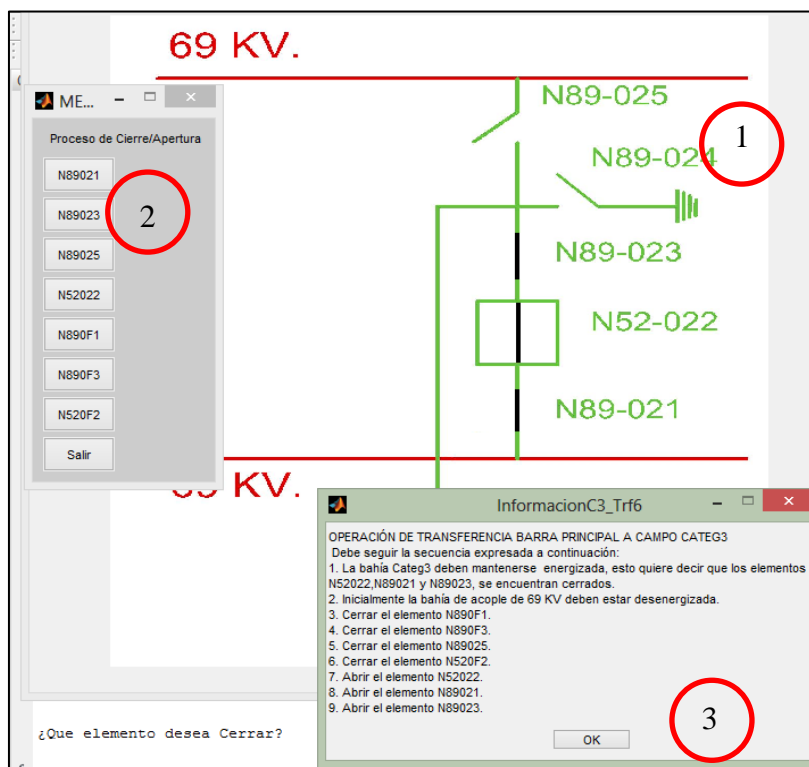 69 KV.
ME...
Proceso de Cierre/Apertura
N89021
N89023
N89025
N52022
N890F1
N890F3
N520F2
Salir
2
N89-025
1
N89-024
N89-023
N52-022
N89-021
69 KV.
InformacionC3_Trf6
OPERACIÓN DE TRANSFERENCIA BARRA PRINCIPAL A CAMPO CATEG3
Debe seguir la secuencia expresada a continuación:
1. La bahía Categ3 deben mantenerse energizada, esto quiere decir que los elementos
N52022,N89021 y N89023, se encuentran cerrados.
2. Inicialmente la bahía de acople de 69 KV deben estar desenergizada.
3. Cerrar el elemento N890F1.
4. Cerrar el elemento N890F3.
5. Cerrar el elemento N89025.
6. Cerrar el elemento N520F2.
7. Abrir el elemento N52022.
8. Abrir el elemento N89021.
9. Abrir el elemento N89023.
OK
3
¿Que elemento desea Cerrar?